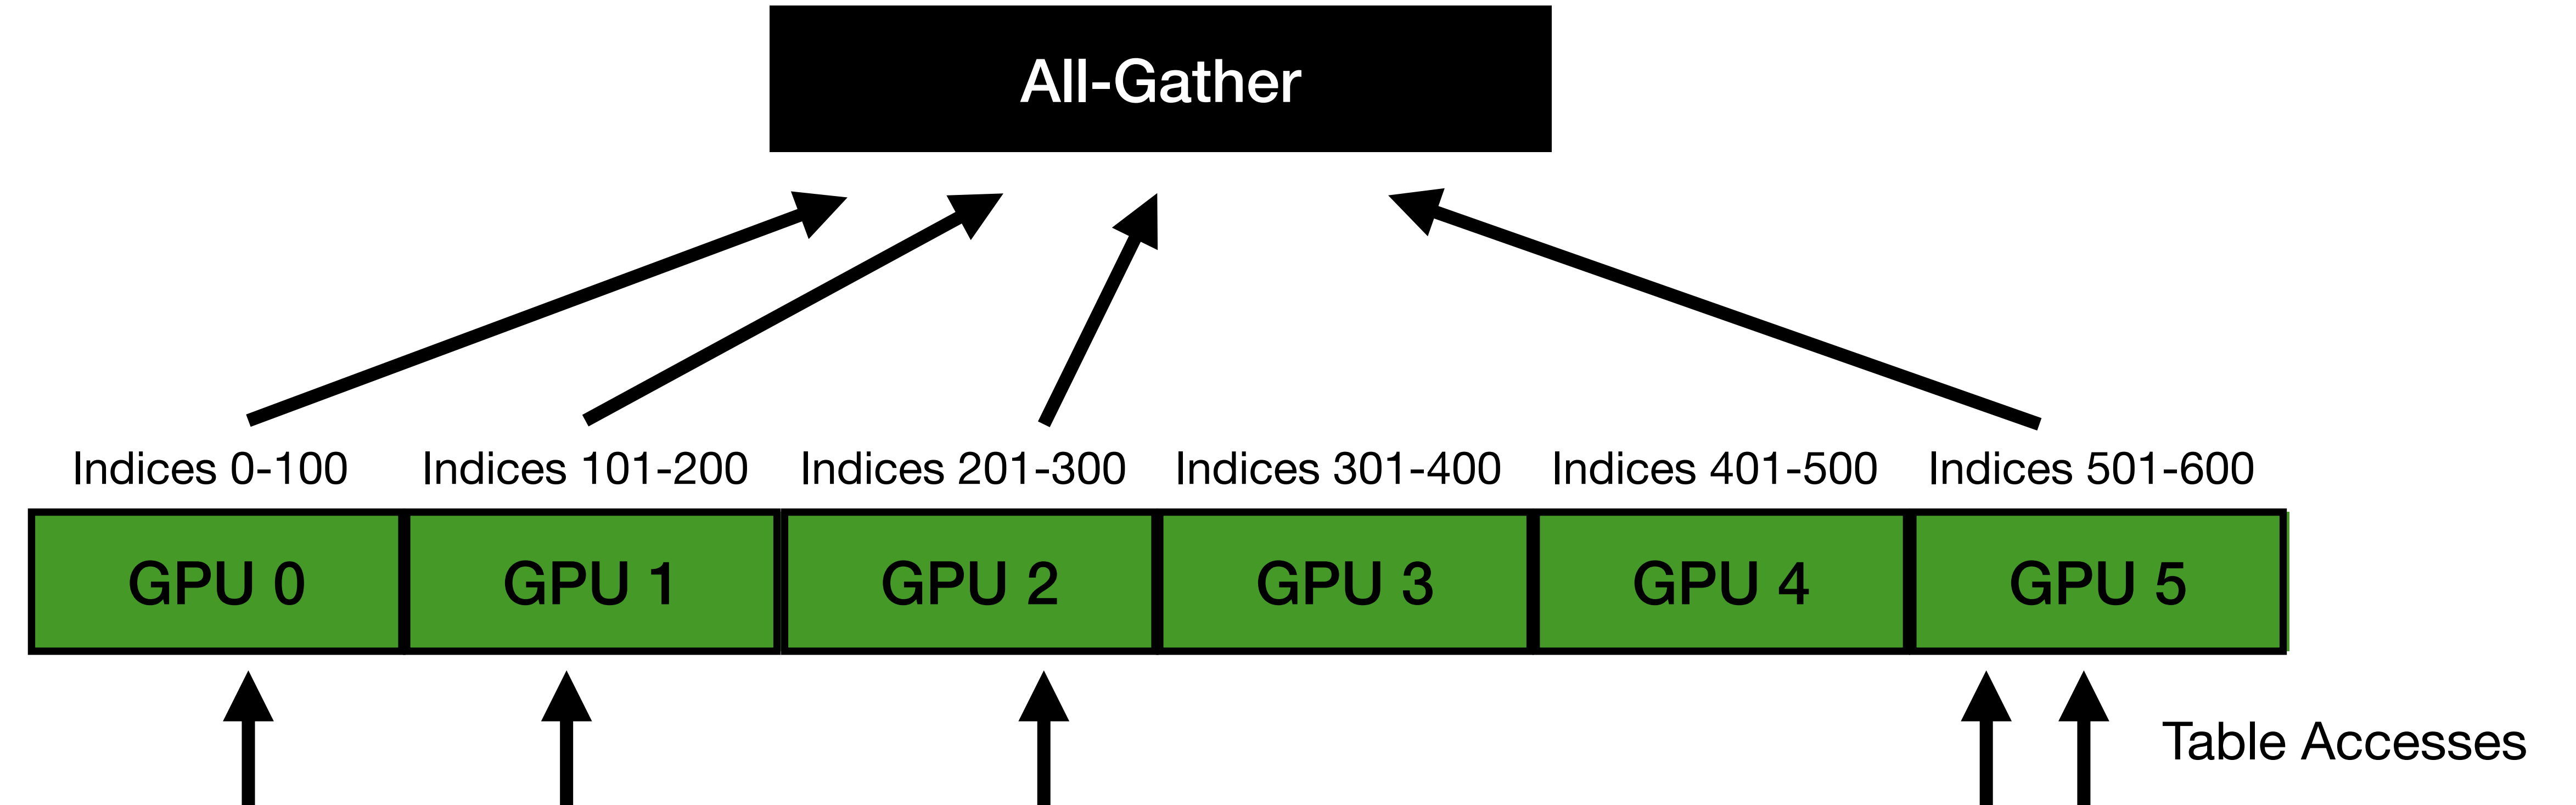 All-Gather
Indices 0-100 Indices 101-200 Indices 201-300 Indices 301-400 Indices 401-500 Indices 501-600
GPU 0 GPU 1 GPU 2 GPU 3 GPU 4 GPU 5
Table Accesses